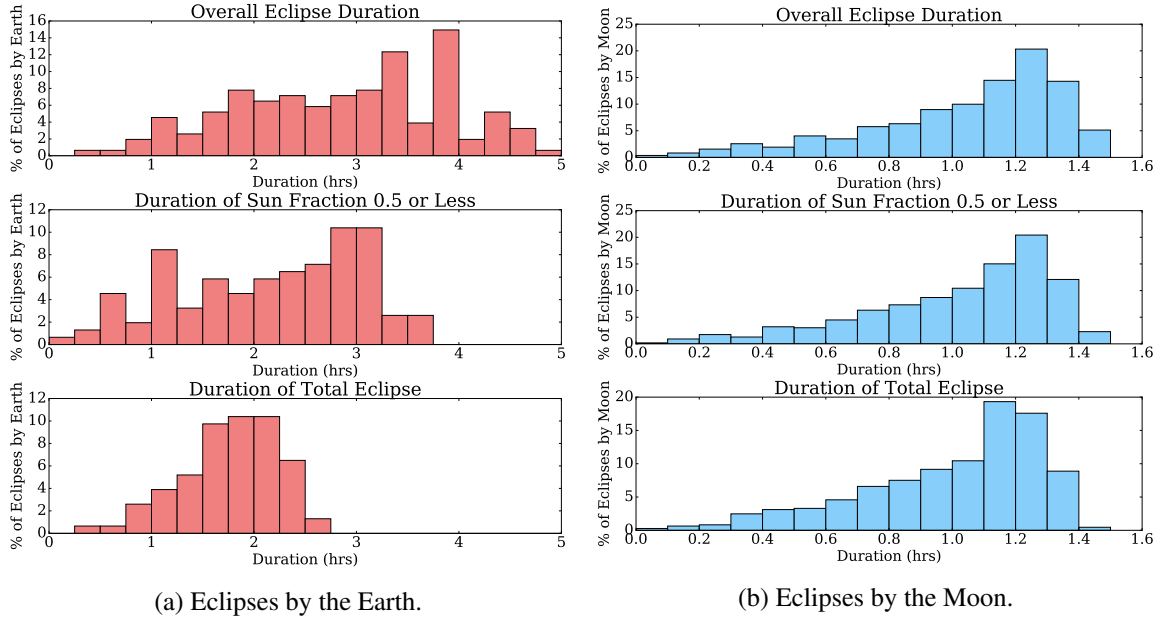 Overall Eclipse Duration
% of Eclipses by Earth
16
14
12
10
8
6
4
2
0
1 2 3 4 5
Duration (hrs)
Duration of Sun Fraction 0.5 or Less
% of Eclipses by Earth
12
10
8
6
4
2
0
0 1 2 3 4 5
Duration (hrs)
Duration of Total Eclipse
% of Eclipses by Earth
12
10
8
6
4
2
0
0 1 2 3 4 5
Duration (hrs)
(a) Eclipses by the Earth.
Overall Eclipse Duration
% of Eclipses by Moon
25
20
15
10
5
0
0.0 0.2 0.4 0.6 0.8 1.0 1.2 1.4 1.6
Duration (hrs)
Duration of Sun Fraction 0.5 or Less
% of Eclipses by Moon
25
20
15
10
5
0
0.0 0.2 0.4 0.6 0.8 1.0 1.2 1.4 1.6
Duration (hrs)
Duration of Total Eclipse
% of Eclipses by Moon
20
15
10
5
0
0.0 0.2 0.4 0.6 0.8 1.0 1.2 1.4 1.6
Duration (hrs)
(b) Eclipses by the Moon.